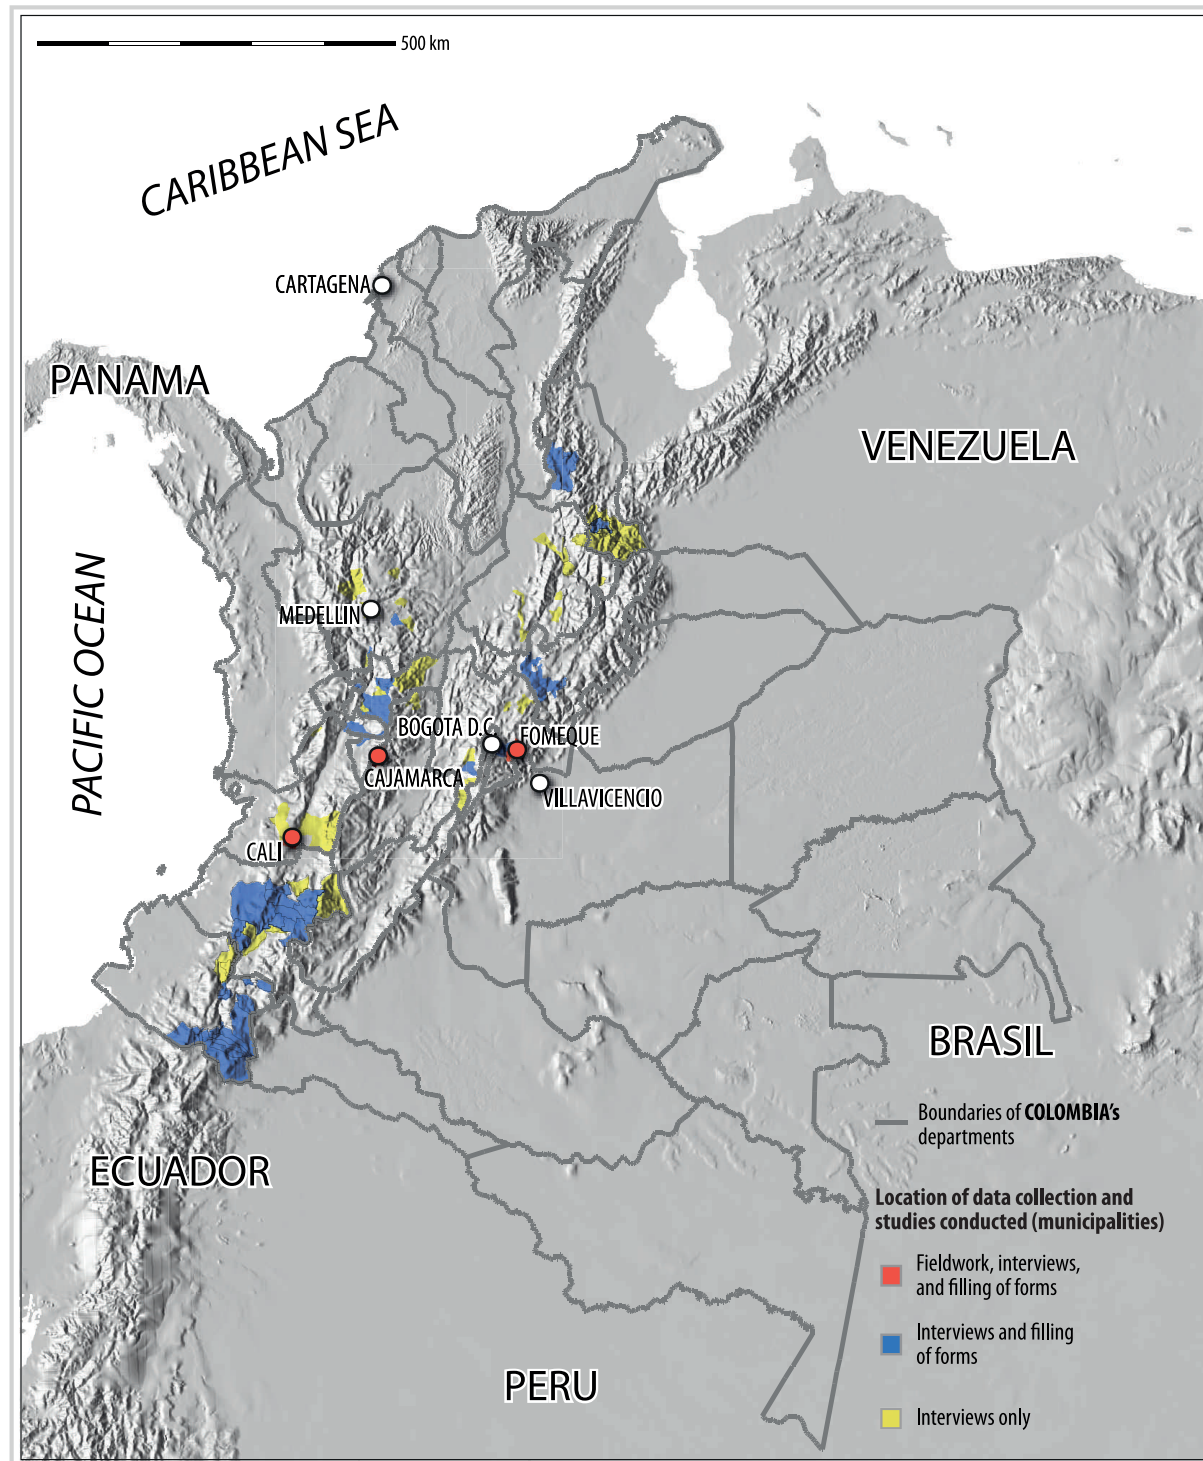 500 km
CARIBBEAN SEA
CARTAGENA
PANAMA
VENEZUELA
PACIFIC OCEAN
MEDELLIN
BOGOTA D.C.
FOMEQUE
CAJAMARCA
VILLAVICENCIO
CALI
BRASIL
Boundaries of COLOMBIA's
departments
ECUADOR
Location of data collection and
studies conducted (municipalities)
Fieldwork, interviews,
and filling of forms
Interviews and filling
of forms
PERU
Interviews only